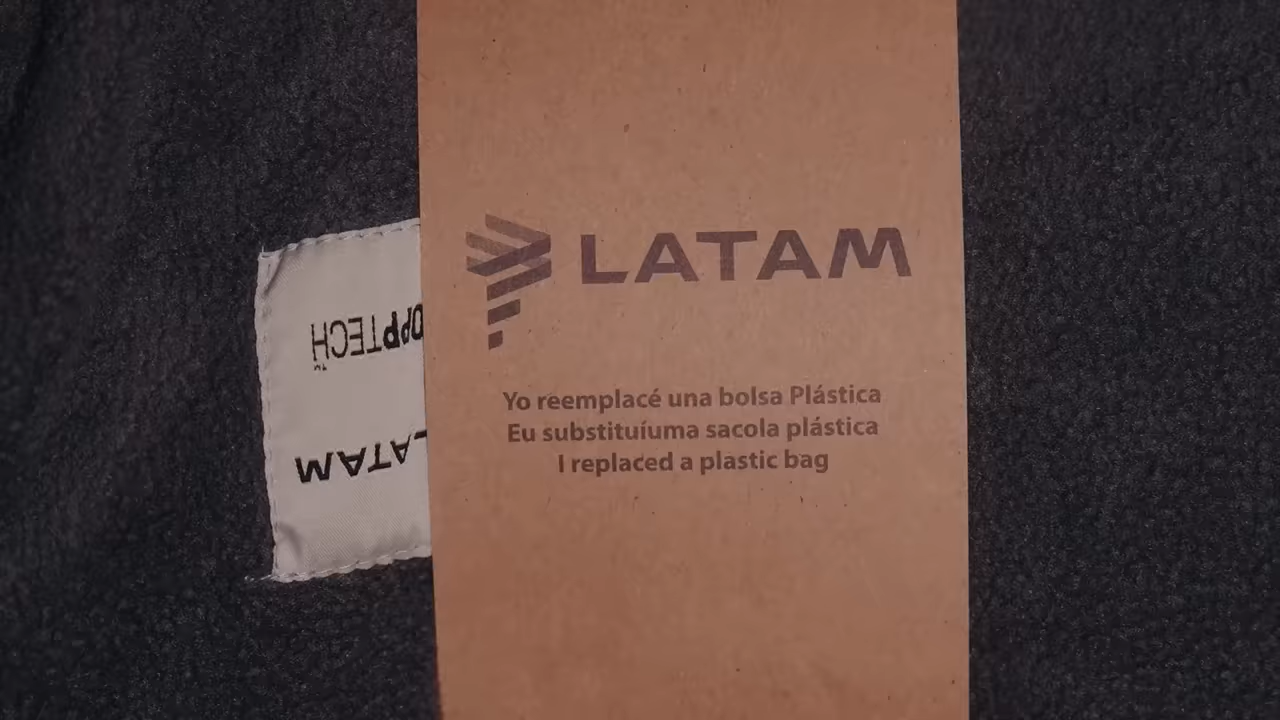 LATAM
Yo reemplacé una bolsa Plástica
Eu substituíuma sacola plástica
I replaced a plastic bag
LATAM